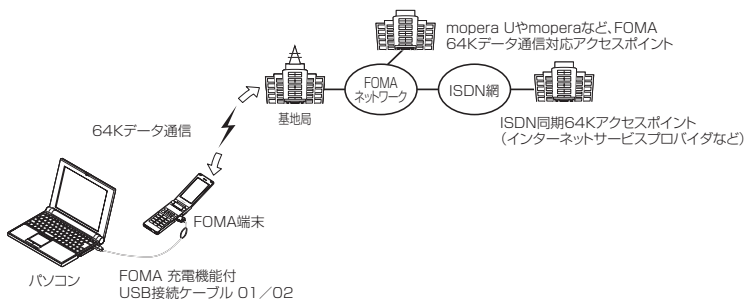 mopera Uやmoperaなど、FOMA
64Kデータ通信対応アクセスポイント
FOMA
ネットワーク
ISDN網
基地局
ISDN同期64Kアクセスポイント
（インターネットサービスプロバイダなど）
64Kデータ通信
FOMA端末
パソコン
FOMA 充電機能付
USB接続ケーブル 01／02